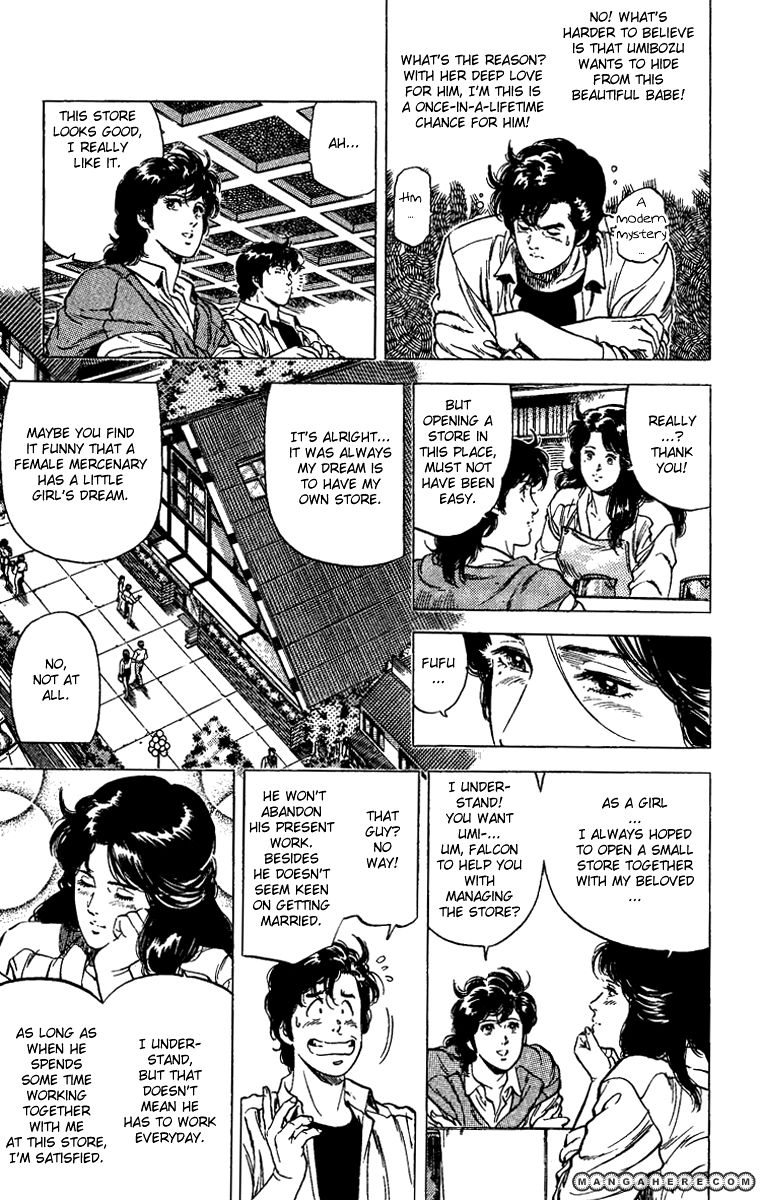 NO! WHAT'S
HARDER TO BELIEVE
IS THAT UMIBOZU
WANTS TO HIDE
FROM THIS
BEAUTIFUL BABE!
WHAT'S THE REASON?
WITH HER DEEP LOVE
FOR HIM, I'M THIS IS
A ONCE-IN-A-LIFETIME
CHANCE FOR HIM!
A
modern
mystery
...
Hm
...
AH...
THIS STORE
LOOKS GOOD,
I REALLY
LIKE IT.
REALLY
...?
THANK
YOU!
BUT
OPENING A
STORE IN
THIS PLACE,
MUST NOT
HAVE BEEN
EASY.
IT'S ALRIGHT...
IT WAS ALWAYS
MY DREAM IS
TO HAVE MY
OWN STORE.
MAYBE YOU FIND
IT FUNNY THAT A
FEMALE MERCENARY
HAS A LITTLE
GIRL'S DREAM.
NO,
NOT AT
ALL.
FUFU
...
AS A GIRL
...
I ALWAYS HOPED
TO OPEN A SMALL
STORE TOGETHER
WITH MY BELOVED
...
I UNDER-
STAND!
YOU WANT
UMI-...
UM, FALCON
TO HELP YOU
WITH
MANAGING
THE STORE?
THAT
GUY?
NO
WAY!
HE WON'T
ABANDON
HIS PRESENT
WORK.
BESIDES
HE DOESN'T
SEEM KEEN
ON GETTING
MARRIED.
I UNDER-
STAND,
BUT THAT
DOESN'T
MEAN HE
HAS TO WORK
EVERYDAY.
AS LONG AS
WHEN HE
SPENDS
SOME TIME
WORKING
TOGETHER
WITH ME
AT THIS STORE,
I'M SATISFIED.
MANGAHERE.COM